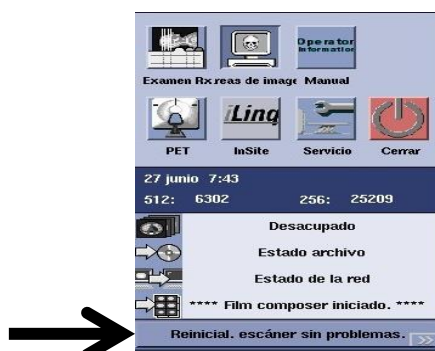 Operator
Information
Examen Rx reas de image Manual
iLinq
PET InSite Servicio Cerrar
27 junio 7:43
512: 6302 256: 25209
Desacupado
Estado archivo
Estado de la red
**** Film composer iniciado. ****
Reinicial. escáner sin problemas.